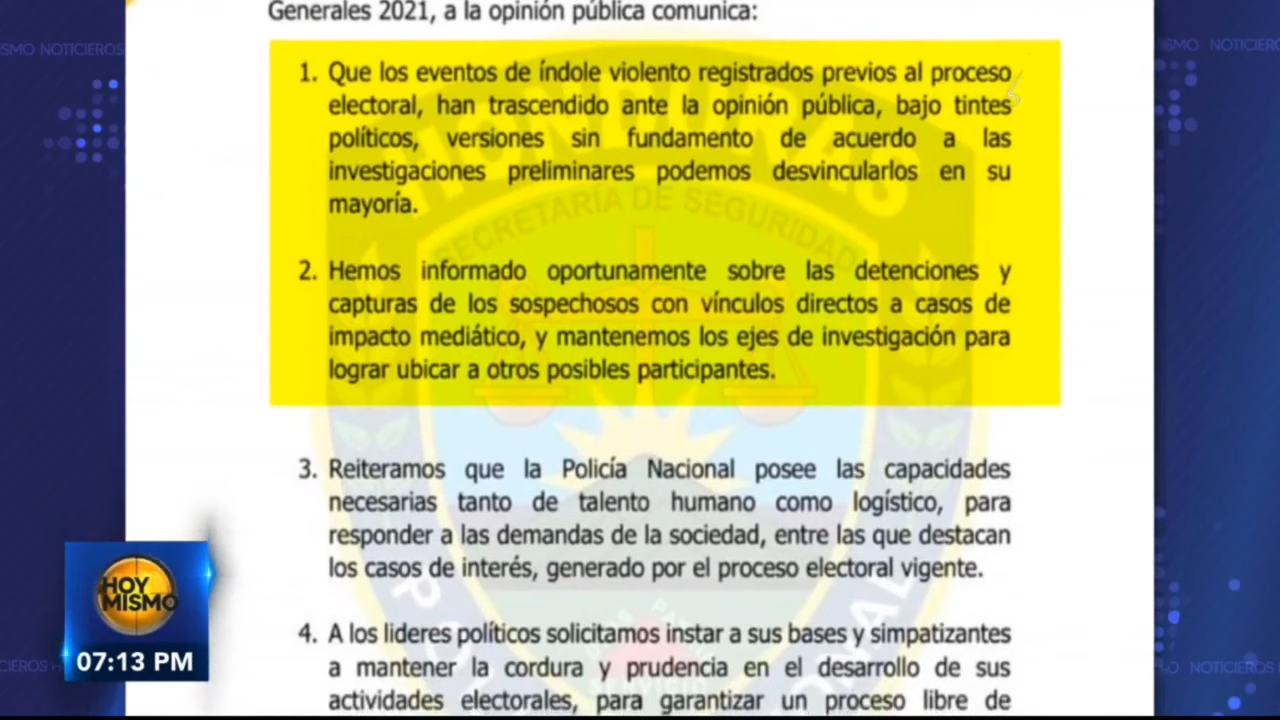 Generales 2021, a la opinión pública comunica:
1. Que los eventos de índole violento registrados previos al proceso
electoral, han trascendido ante la opinión pública, bajo tintes
políticos, versiones sin fundamento de acuerdo a las
investigaciones preliminares podemos desvincularlos en su
mayoría.
2. Hemos informado oportunamente sobre las detenciones y
capturas de los sospechosos con vínculos directos a casos de
impacto mediático, y mantenemos los ejes de investigación para
lograr ubicar a otros posibles participantes.
3. Reiteramos que la Policía Nacional posee las capacidades
necesarias tanto de talento humano como logístico, para
responder a las demandas de la sociedad, entre las que destacan
los casos de interés, generado por el proceso electoral vigente.
4. A los lideres políticos solicitamos instar a sus bases y simpatizantes
a mantener la cordura y prudencia en el desarrollo de sus
actividades electorales, para garantizar un proceso libre de
HONDURAS
SECRETARÍA DE SEGURIDAD
HOY
MISMO
07:13 PM
SMO NOTICIEROS
SMO NOTICIEROS
CIEROS H
NOTICIEROS